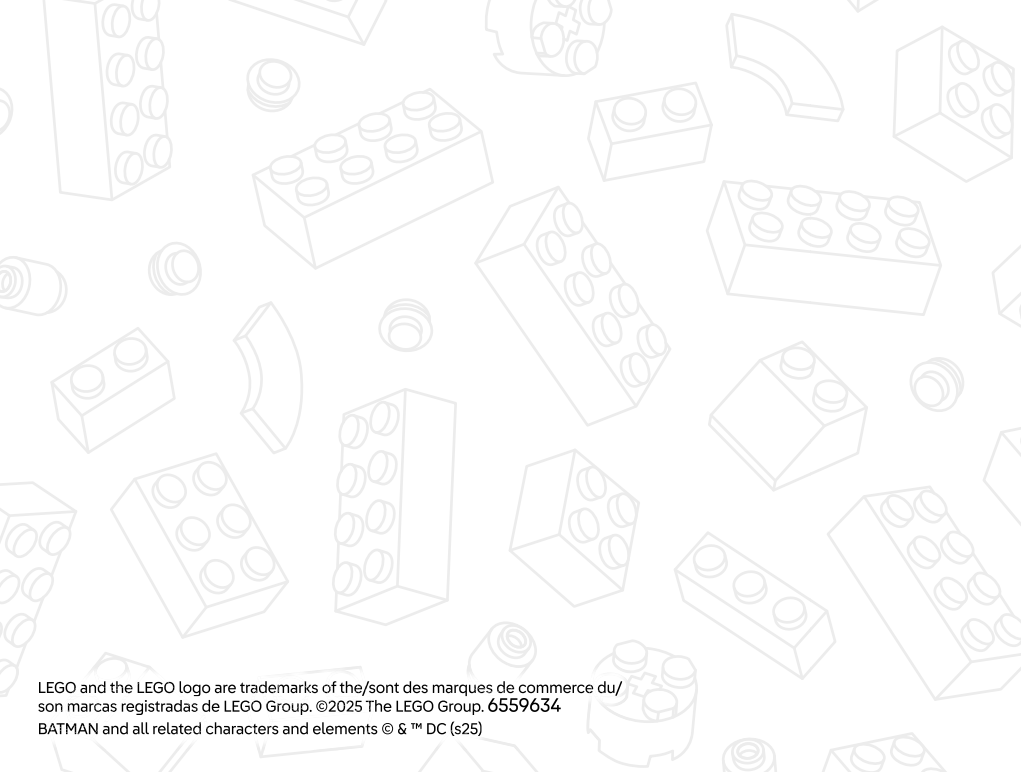 LEGO and the LEGO logo are trademarks of the/sont des marques de commerce du/
son marcas registradas de LEGO Group. ©2025 The LEGO Group. 6559634
BATMAN and all related characters and elements © & ™ DC (s25)